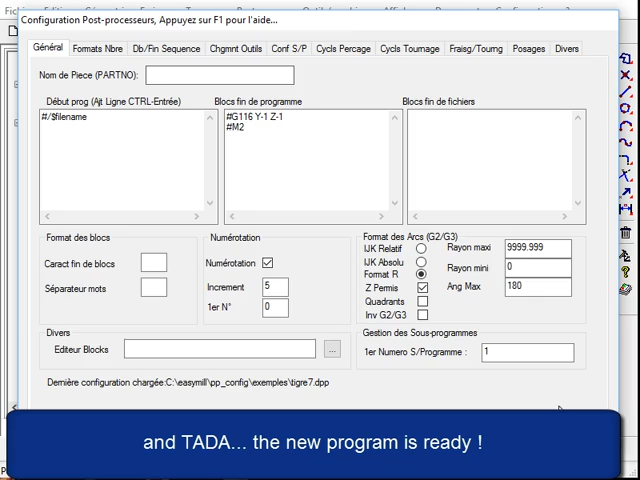 Configuration Post-processeurs, Appuyez sur F1 pour l'aide...
Général
Formats Nbre
Db/Fin Sequence
Chgmnt Outils
Conf S/P
Cycls Percage
Cycls Tournage
Fraisg/Tourng
Posages
Divers
Nom de Piece (PARTNO):
Début prog (Ajt Ligne CTRL-Entrée)
Blocs fin de programme
Blocs fin de fichiers
#/$filename
#G116 Y-1 Z-1
#M2
Format des blocs
Caract fin de blocs
Séparateur mots
Numérotation
Numérotation
Increment
5
1er N°
0
Format des Arcs (G2/G3)
IJK Relatif
IJK Absolu
Format R
Z Permis
Quadrants
Inv G2/G3
Rayon maxi
9999.999
Rayon mini
0
Ang Max
180
Divers
Editeur Blocks
...
Gestion des Sous-programmes
1er Numero S/Programme :
1
Dernière configuration chargée:C:\easymill\pp_config\exemples\tigre7.dpp
and TADA... the new program is ready !